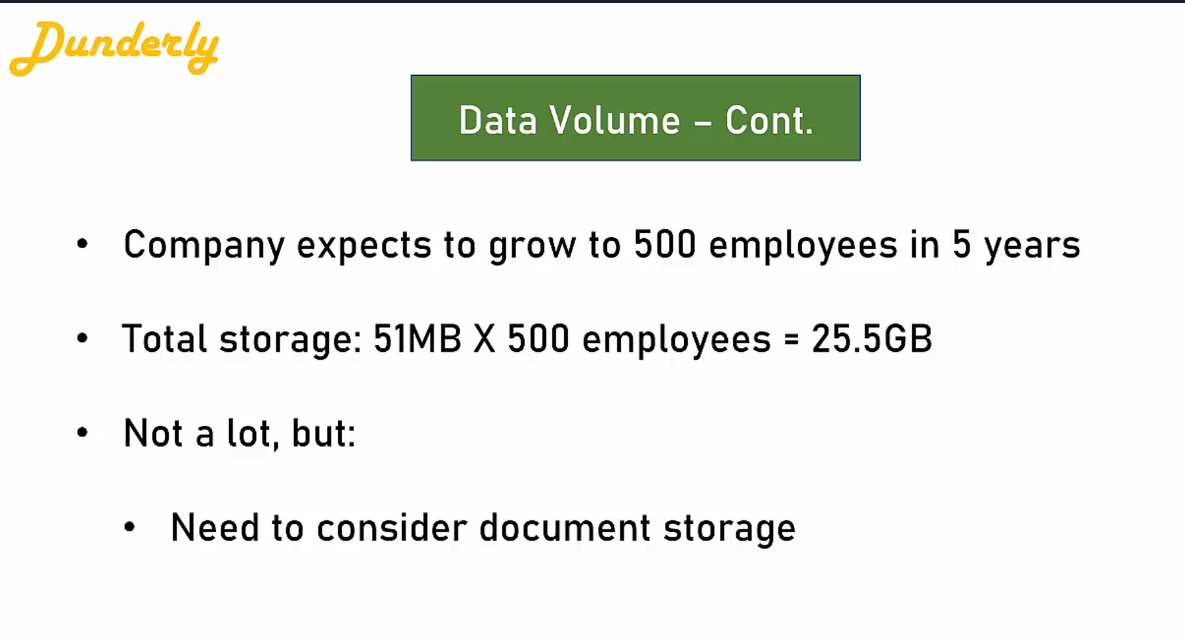 Dunderly
Data Volume – Cont.
• Company expects to grow to 500 employees in 5 years
• Total storage: 51MB X 500 employees = 25.5GB
• Not a lot, but:
• Need to consider document storage